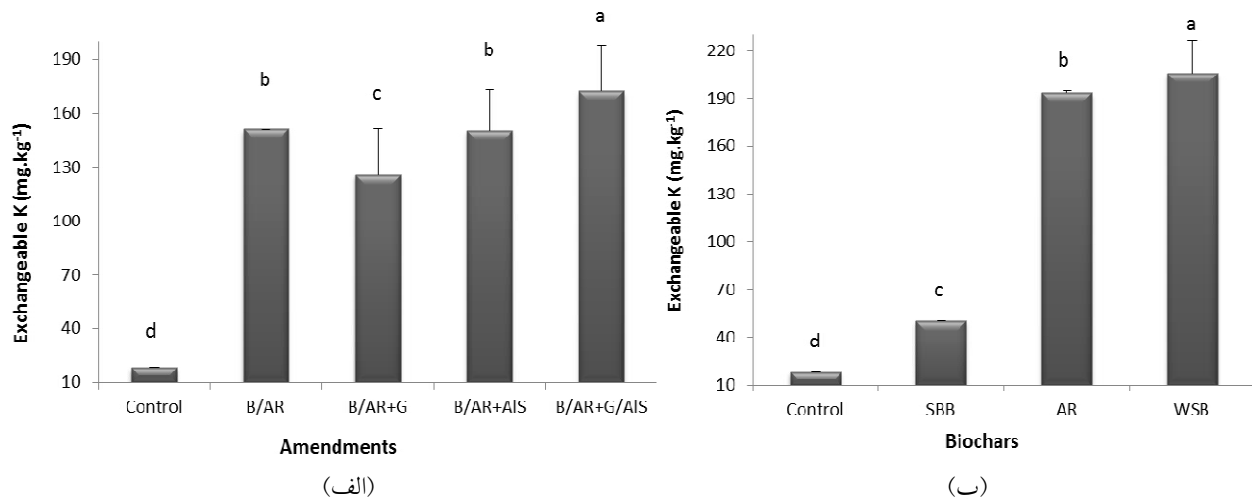 Exchangeable K (mg.kg-1)
190
160
130
100
70
40
10
d
b
c
b
a
Control
B/AR
B/AR+G
B/AR+AlS
B/AR+G/AlS
Amendments
(الف)
Exchangeable K (mg.kg-1)
220
190
160
130
100
70
40
10
d
c
b
a
Control
SBB
AR
WSB
Biochars
(ب)